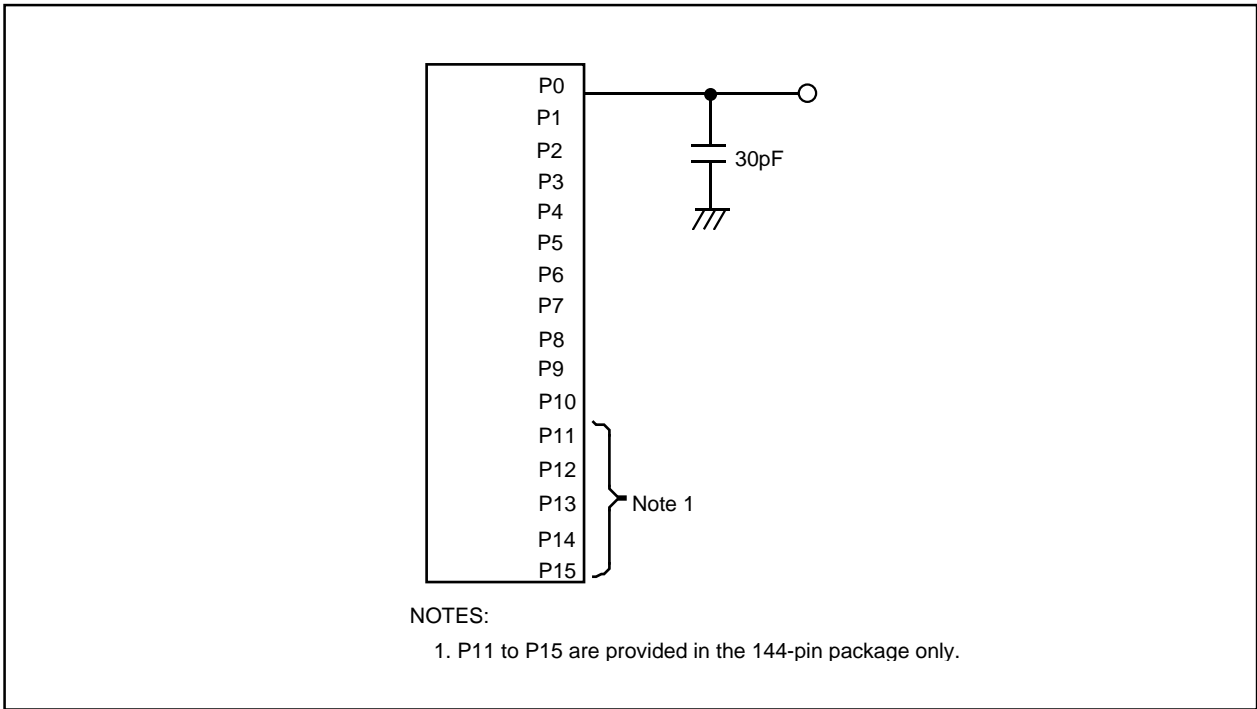 P0
P1
P2
30pF
P3
P4
P5
P6
P7
P8
P9
P10
P11
P12
P13
Note 1
P14
P15
NOTES:
1. P11 to P15 are provided in the 144-pin package only.